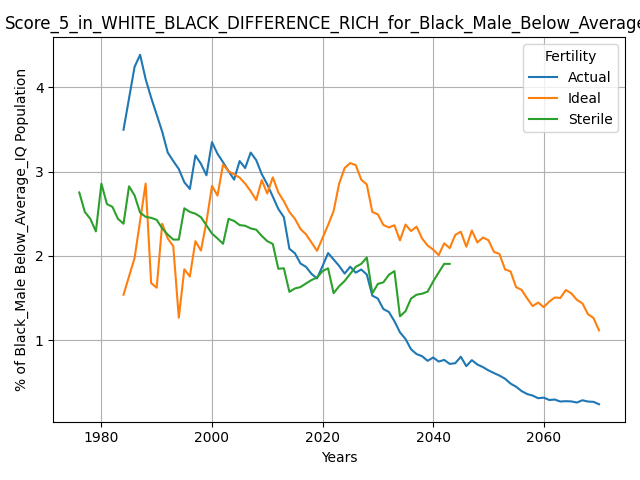 Score_5_in_WHITE_BLACK_DIFFERENCE_RICH_for_Black_Male_Below_Average
% of Black_Male Below_Average_IQ Population
4
3
2
1
Fertility
Actual
Ideal
Sterile
1980 2000 2020 2040 2060
Years